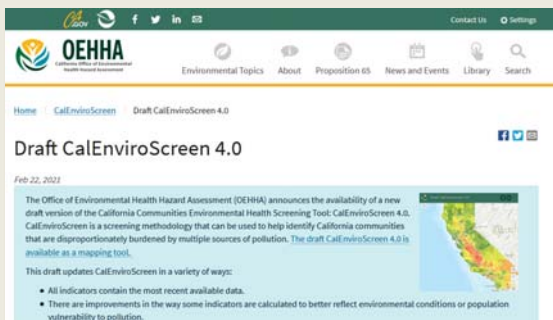 CA.GOV
Contact Us Settings
OEHHA
California Office of Environmental
Health Hazard Assessment
Environmental Topics About Proposition 65 News and Events Library Search
Home CalEnviroScreen Draft CalEnviroScreen 4.0
Draft CalEnviroScreen 4.0
Feb 22, 2021
The Office of Environmental Health Hazard Assessment (OEHHA) announces the availability of a new
draft version of the California Communities Environmental Health Screening Tool: CalEnviroScreen 4.0.
CalEnviroScreen is a screening methodology that can be used to help identify California communities
that are disproportionately burdened by multiple sources of pollution. The draft CalEnviroScreen 4.0 is
available as a mapping tool.
This draft updates CalEnviroScreen in a variety of ways:
• All indicators contain the most recent available data.
• There are improvements in the way some indicators are calculated to better reflect environmental conditions or population
vulnerability to pollution.